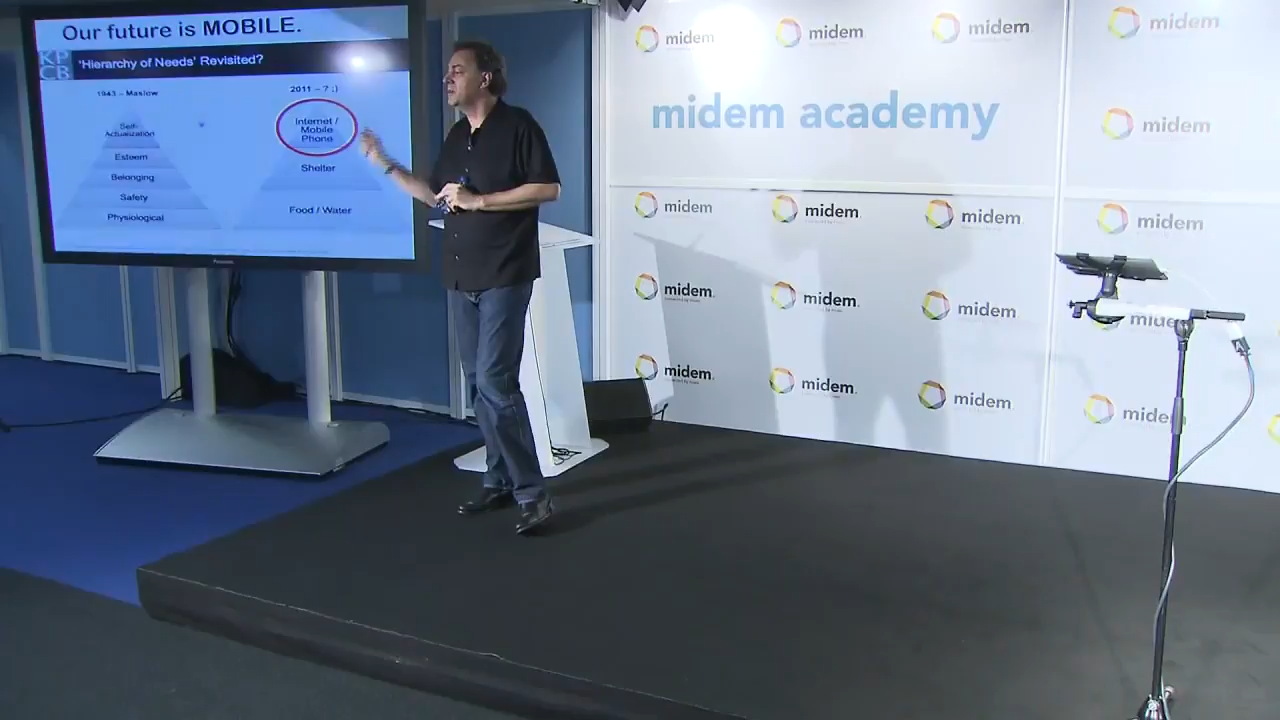 Our future is MOBILE.
KP
CB
'Hierarchy of Needs' Revisited?
1943 – Maslow
Self-
Actualization
Esteem
Belonging
Safety
Physiological
2011 – ? :)
Internet /
Mobile
Phone
Shelter
Food / Water
Panasonic
midem
midem
midem
midem
midem academy
midem
midem
midem
midem
midem
midem
midem
midem
midem
midem
midem
midem